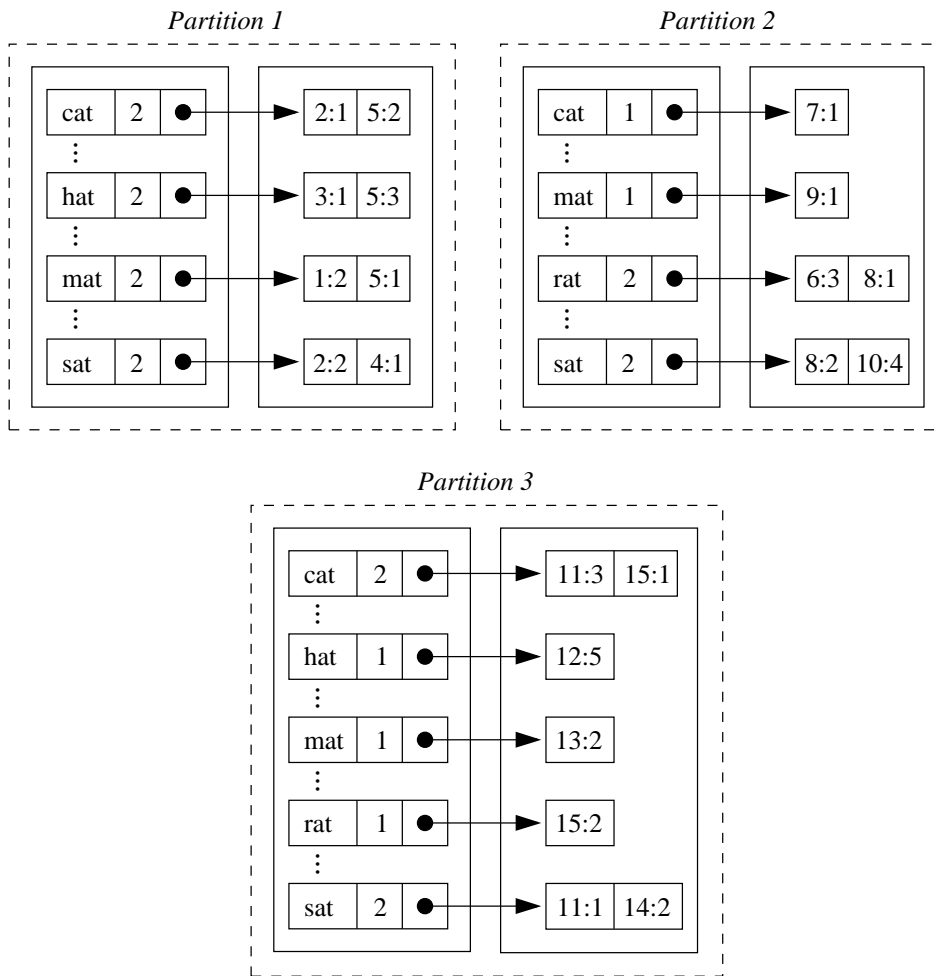 Partition 1
cat 2 2:1 5:2
hat 2 3:1 5:3
mat 2 1:2 5:1
sat 2 2:2 4:1
Partition 2
cat 1 7:1
mat 1 9:1
rat 2 6:3 8:1
sat 2 8:2 10:4
Partition 3
cat 2 11:3 15:1
hat 1 12:5
mat 1 13:2
rat 1 15:2
sat 2 11:1 14:2